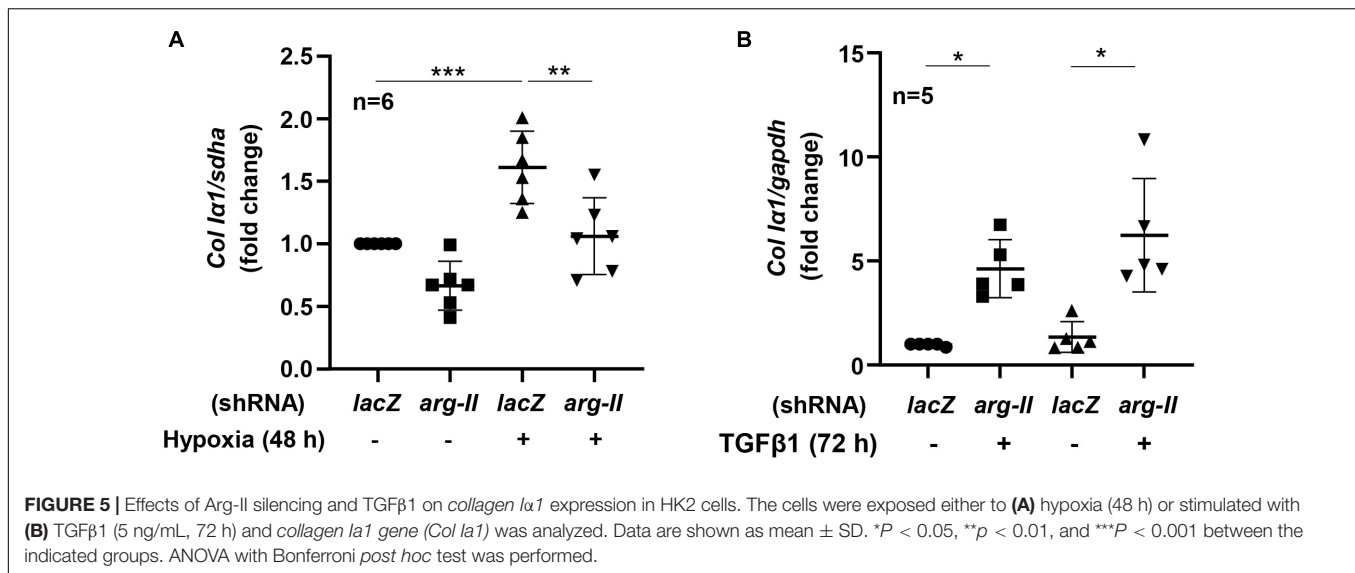 A
Col Iα1/sdha
(fold change)
2.5
2.0
1.5
1.0
0.5
0.0
n=6
***
**
(shRNA) lacZ arg-II lacZ arg-II
Hypoxia (48 h) - - + +
B
Col Iα1/gapdh
(fold change)
15
10
5
0
n=5
*
*
(shRNA) lacZ arg-II lacZ arg-II
TGFβ1 (72 h) - + - +
FIGURE 5 | Effects of Arg-II silencing and TGFβ1 on collagen Iα1 expression in HK2 cells. The cells were exposed either to (A) hypoxia (48 h) or stimulated with
(B) TGFβ1 (5 ng/mL, 72 h) and collagen Ia1 gene (Col Ia1) was analyzed. Data are shown as mean ± SD. *P < 0.05, **p < 0.01, and ***P < 0.001 between the
indicated groups. ANOVA with Bonferroni post hoc test was performed.